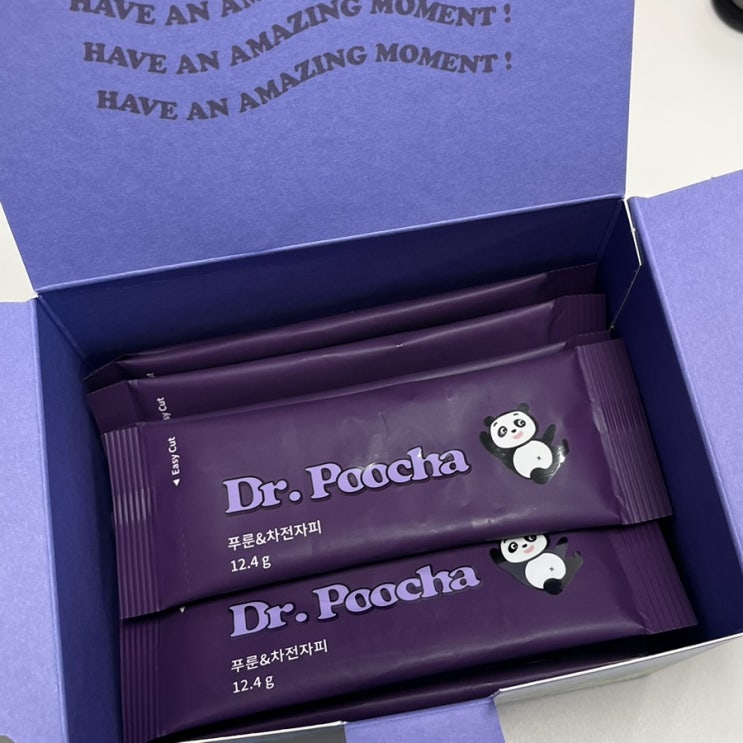 HAVE AN AMAZING MOMENT !
HAVE AN AMAZING MOMENT !
HAVE AN AMAZING MOMENT !
Easy Cut
◀ Easy Cut
Dr. Poocha
푸룬&차전자피
12.4 g
Dr. Poocha
푸룬&차전자피
12.4 g